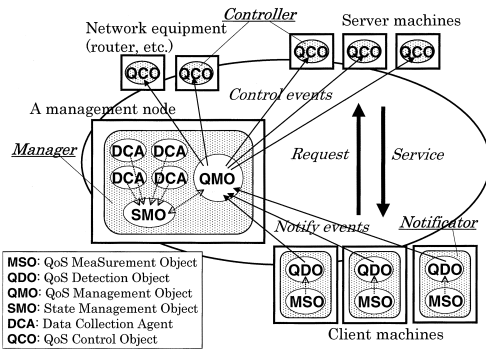 Network equipment
(router, etc.)
Controller
Server machines
QCO QCO QCO QCO QCO
A management node
Control events
Manager
DCA DCA
DCA DCA
QMO
SMO
Request
Service
Notify events
Notificator
QDO QDO QDO
MSO MSO MSO
Client machines
MSO: QoS MeaSurement Object
QDO: QoS Detection Object
QMO: QoS Management Object
SMO: State Management Object
DCA: Data Collection Agent
QCO: QoS Control Object